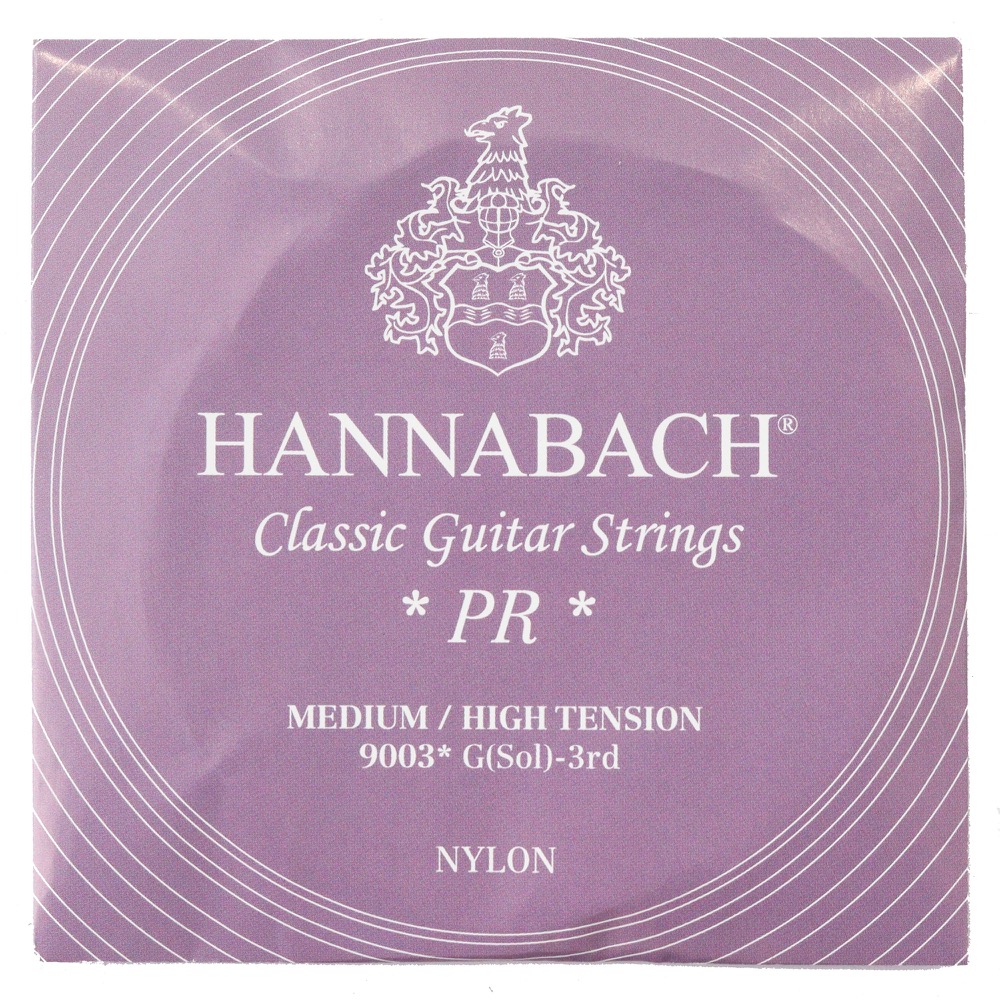 HANNABACH®
Classic Guitar Strings
* PR *
MEDIUM / HIGH TENSION
9003* G(Sol)-3rd
NYLON